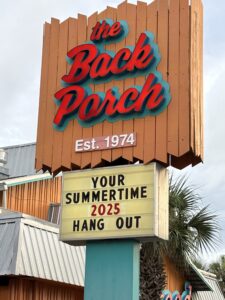 the
Back
Porch
Est. 1974
YOUR
SUMMERTIME
2025
HANG OUT